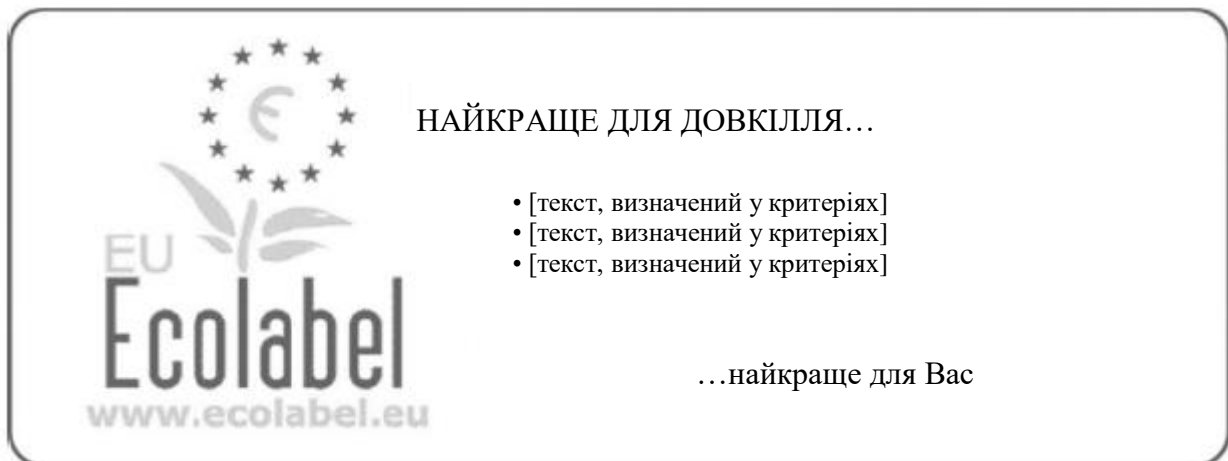 НАЙКРАЩЕ ДЛЯ ДОВКІЛЛЯ…
• [текст, визначений у критеріях]
• [текст, визначений у критеріях]
• [текст, визначений у критеріях]
…найкраще для Вас
EU
Ecolabel
www.ecolabel.eu